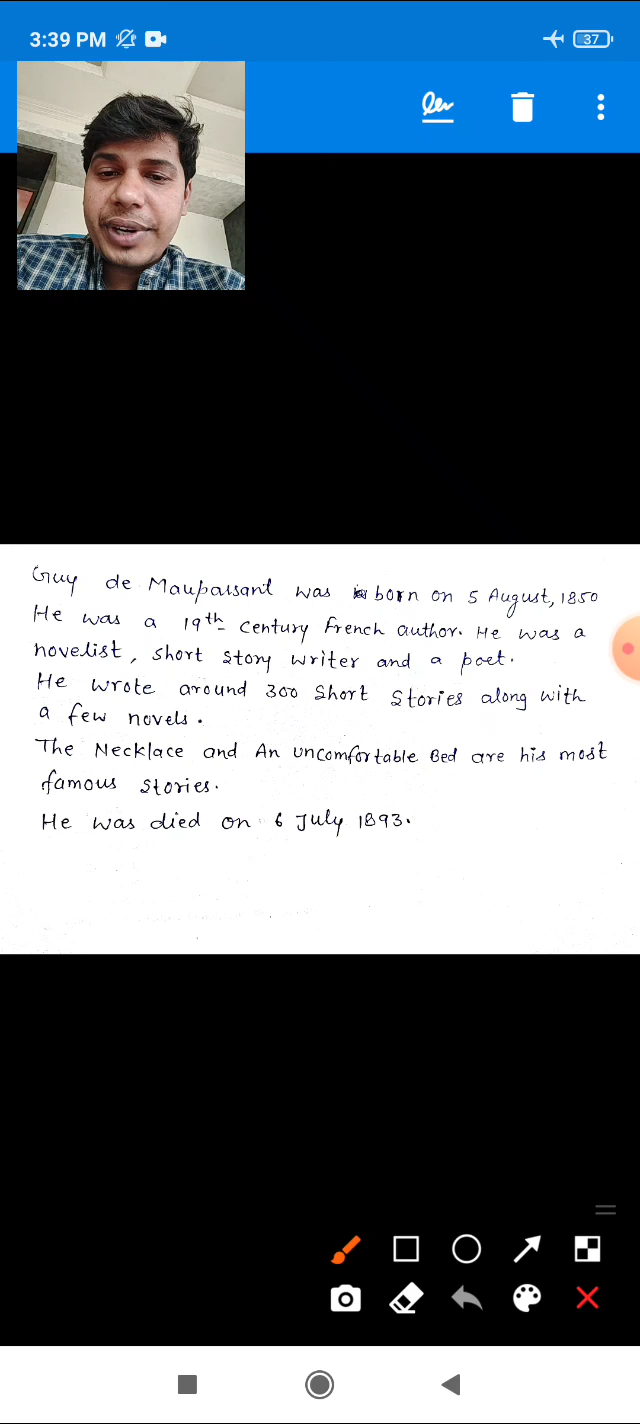 3:39 PM
37
Guy de Maupassant was born on 5 August, 1850
He was a 19th century French author. He was a
novelist, short story writer and a poet.
He wrote around 300 short stories along with
a few novels.
The Necklace and An uncomfortable Bed are his most
famous stories.
He was died on 6 July 1893.